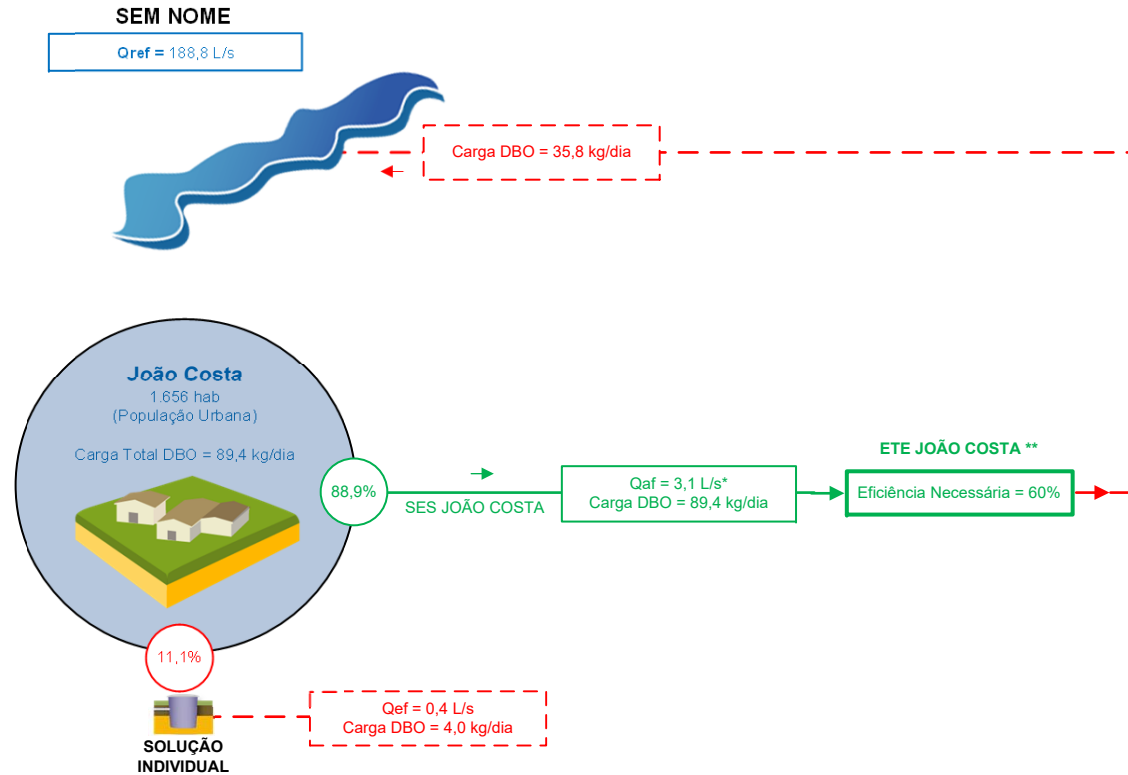 SEM NOME
Qref = 188,8 L/s
Carga DBO = 35,8 kg/dia
João Costa
1.656 hab
(População Urbana)
Carga Total DBO = 89,4 kg/dia
88,9%
SES JOÃO COSTA
Qaf = 3,1 L/s*
Carga DBO = 89,4 kg/dia
ETE JOÃO COSTA **
Eficiência Necessária = 60%
11,1%
SOLUÇÃO
INDIVIDUAL
Qef = 0,4 L/s
Carga DBO = 4,0 kg/dia